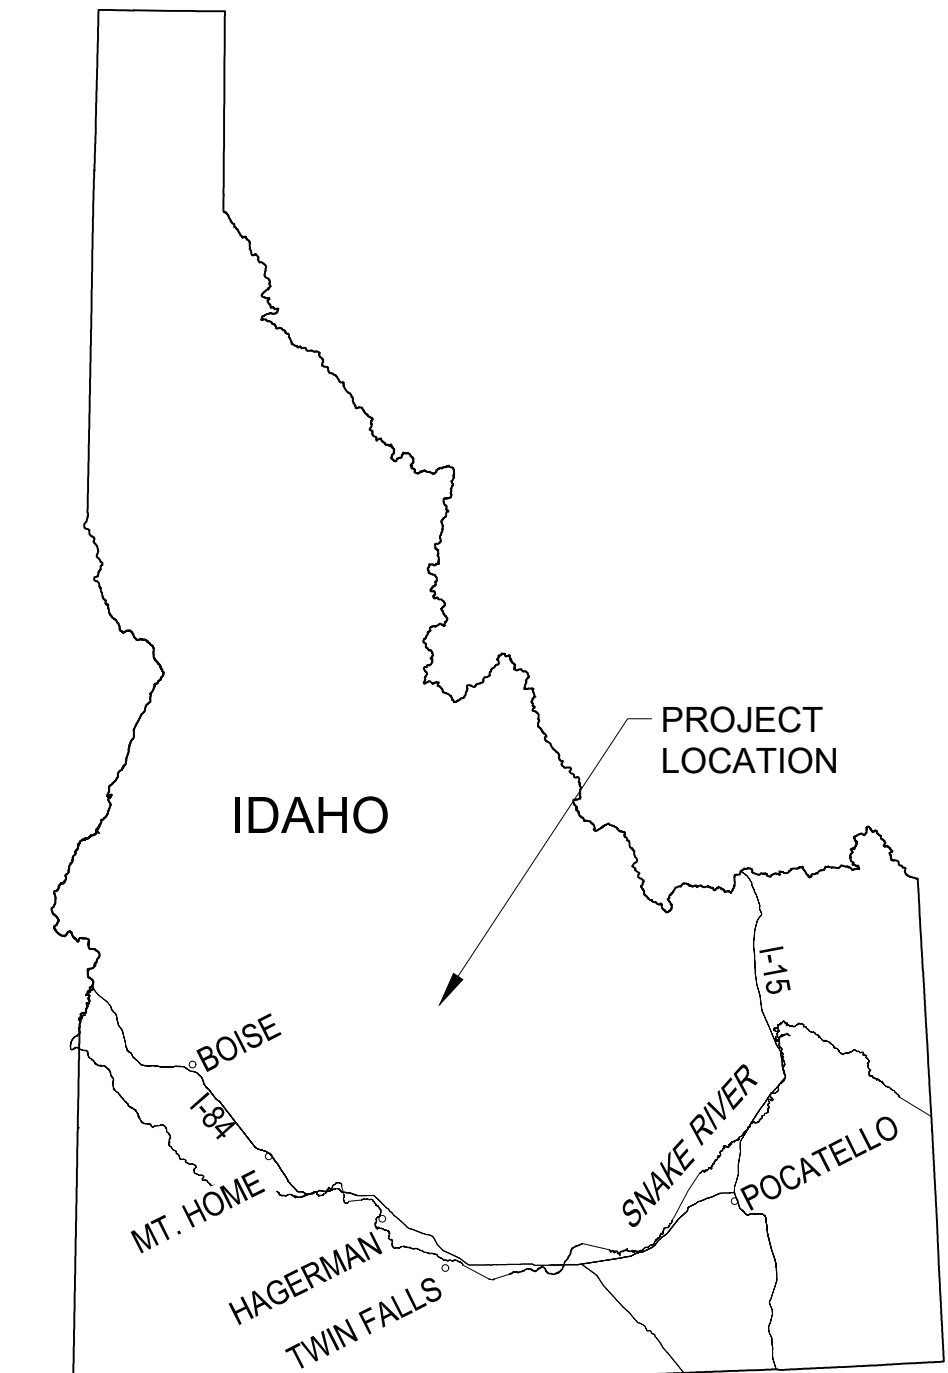 PROJECT
LOCATION
IDAHO
I-15
BOISE
I-84
SNAKE RIVER
POCATELLO
MT. HOME
HAGERMAN
TWIN FALLS